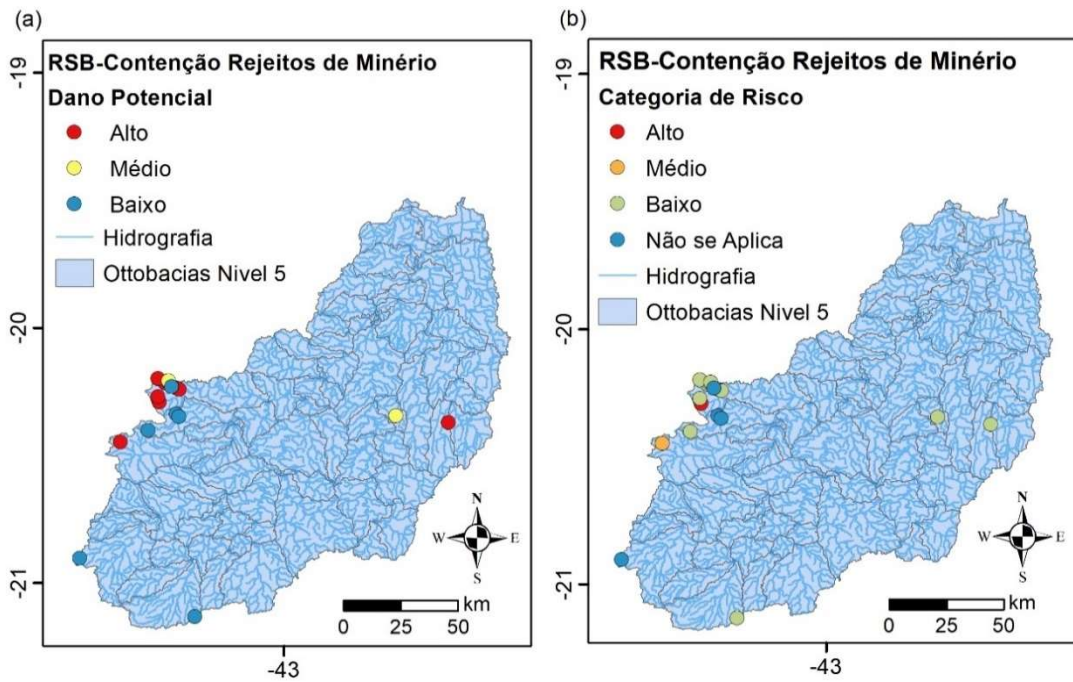 (a)
RSB-Contenção Rejeitos de Minério
Dano Potencial
Alto
Médio
Baixo
Hidrografia
Ottobacias Nivel 5
-19
-20
-21
-43
N
W E
S
km
0 25 50
(b)
RSB-Contenção Rejeitos de Minério
Categoria de Risco
Alto
Médio
Baixo
Não se Aplica
Hidrografia
Ottobacias Nivel 5
-19
-20
-21
-43
N
W E
S
km
0 25 50